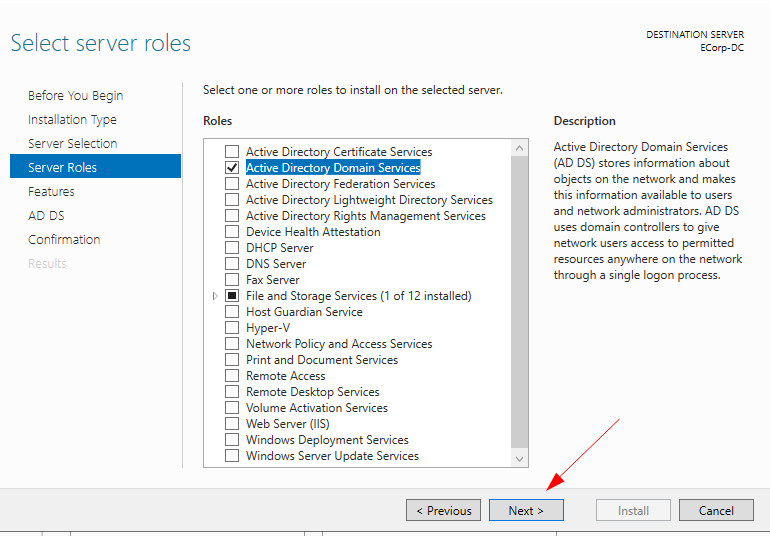 Select server roles
DESTINATION SERVER
ECorp-DC
Before You Begin
Installation Type
Server Selection
Server Roles
Features
AD DS
Confirmation
Results
Select one or more roles to install on the selected server.
Roles
Active Directory Certificate Services
Active Directory Domain Services
Active Directory Federation Services
Active Directory Lightweight Directory Services
Active Directory Rights Management Services
Device Health Attestation
DHCP Server
DNS Server
Fax Server
File and Storage Services (1 of 12 installed)
Host Guardian Service
Hyper-V
Network Policy and Access Services
Print and Document Services
Remote Access
Remote Desktop Services
Volume Activation Services
Web Server (IIS)
Windows Deployment Services
Windows Server Update Services
Description
Active Directory Domain Services
(AD DS) stores information about
objects on the network and makes
this information available to users
and network administrators. AD DS
uses domain controllers to give
network users access to permitted
resources anywhere on the network
through a single logon process.
< Previous
Next >
Install
Cancel